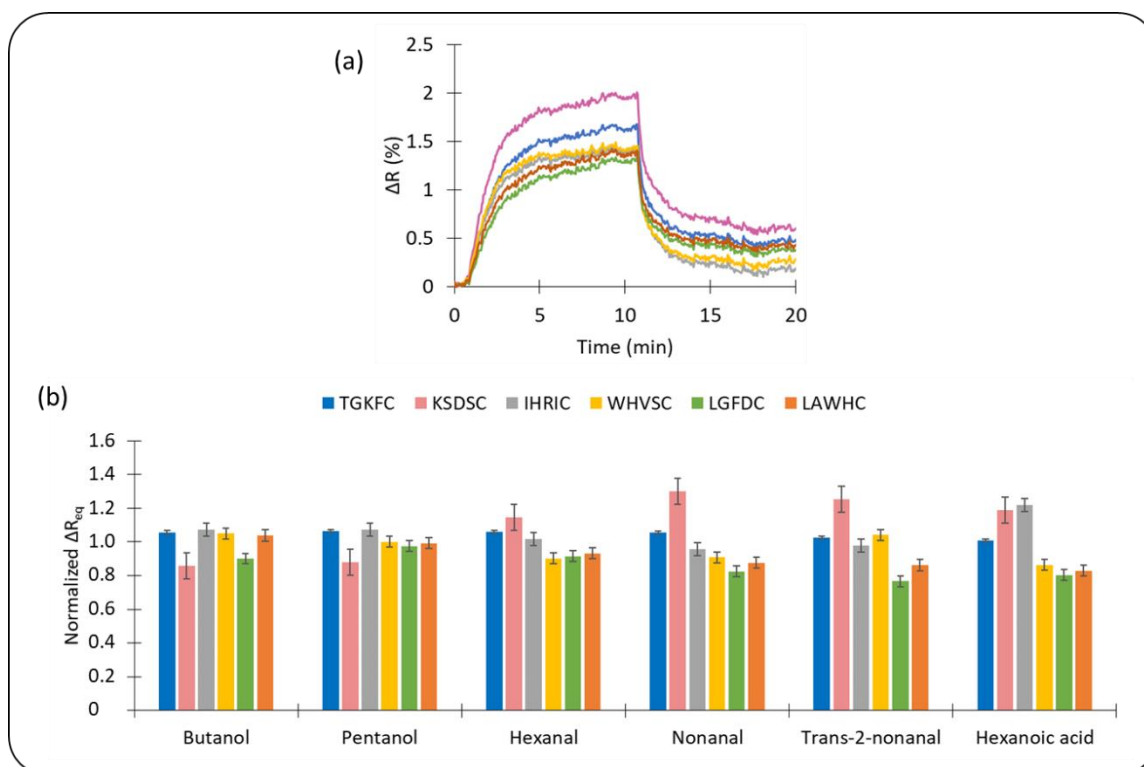 (a)
ΔR (%)
2.5
2
1.5
1
0.5
0
0 5 10 15 20
Time (min)
(b)
TGKFC KSDSC IHRIC WHVSC LGFDC LAWHC
Normalized ΔReq
1.6
1.4
1.2
1.0
0.8
0.6
0.4
0.2
0
Butanol Pentanol Hexanal Nonanal Trans-2-nonanal Hexanoic acid